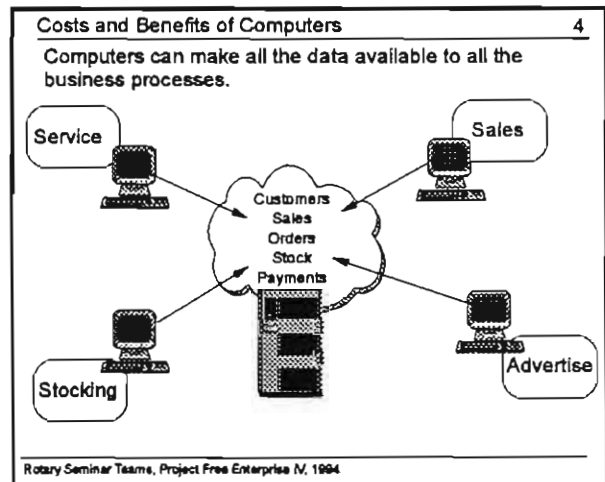 Costs and Benefits of Computers 4
Computers can make all the data available to all the
business processes.
Service
Sales
Customers
Sales
Orders
Stock
Payments
Stocking
Advertise
Rotary Seminar Teams, Project Free Enterprise IV, 1994